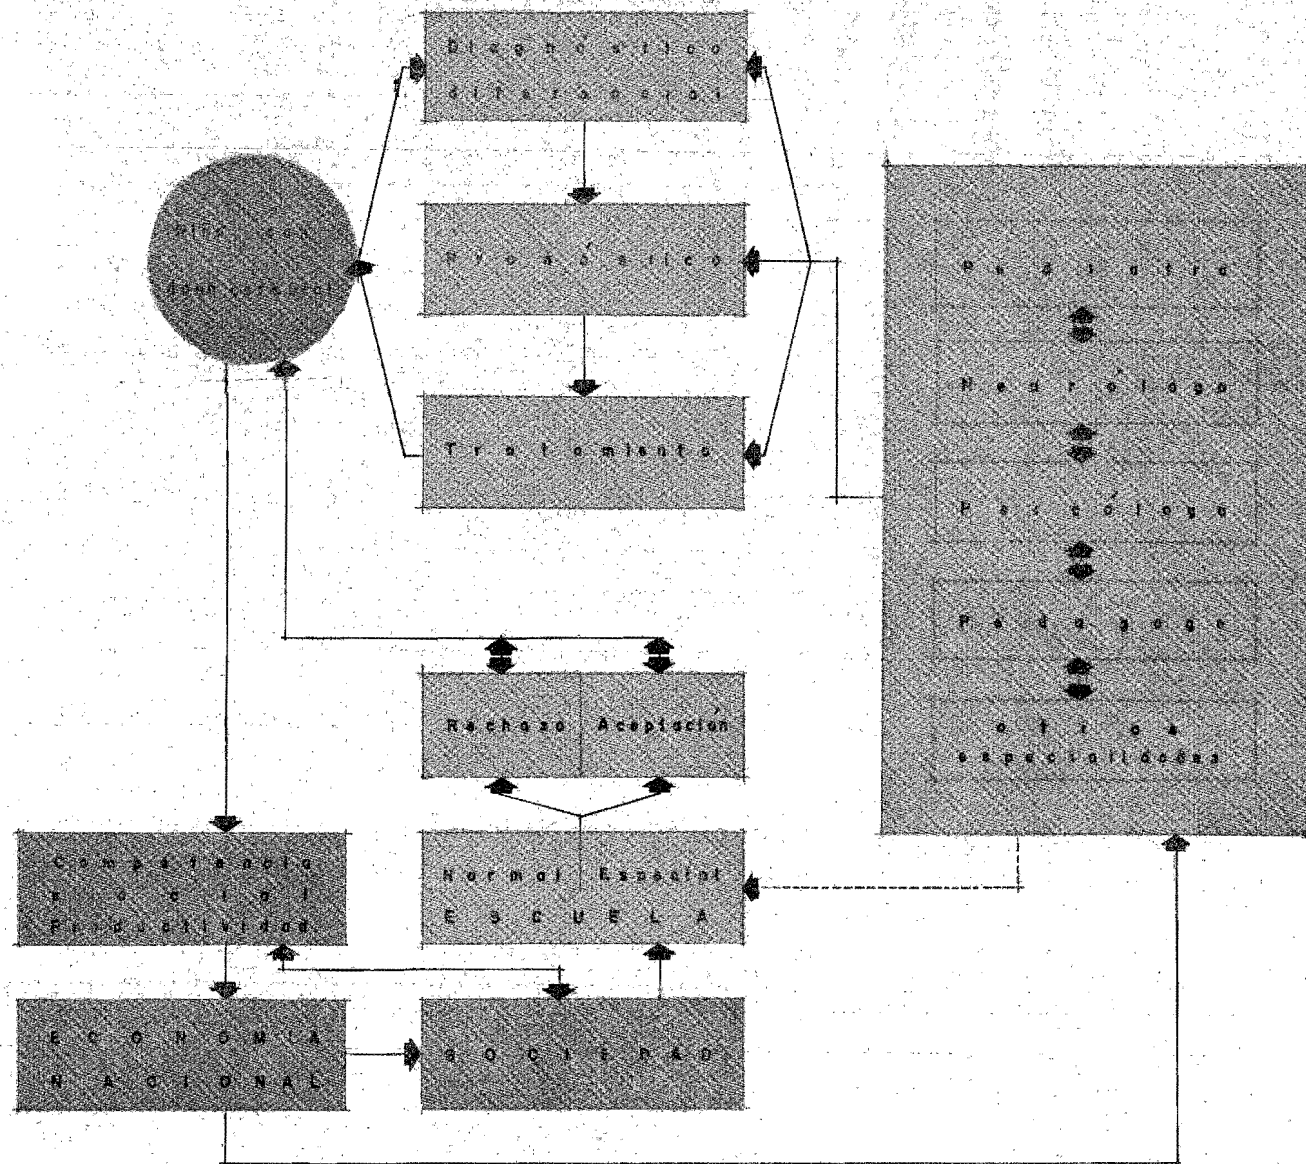 Diagnóstico
diferencial
Pronóstico
Tratamiento
Pediatra
Neurólogo
Psicólogo
Pedagogo
otras
especialidades
Rechazo Aceptación
Normal Especial
ESCUELA
Competencia
social
Productividad
ECONOMIA
NACIONAL
SOCIEDAD